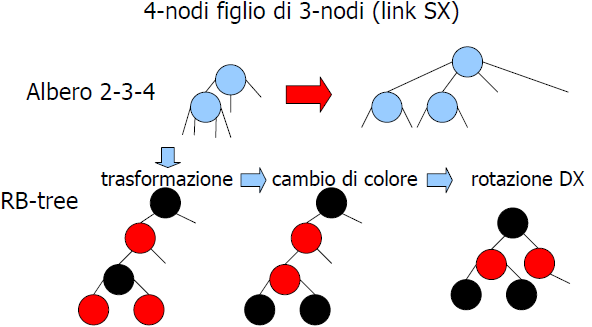 4-nodi figlio di 3-nodi (link SX)
Albero 2-3-4
trasformazione cambio di colore rotazione DX
RB-tree